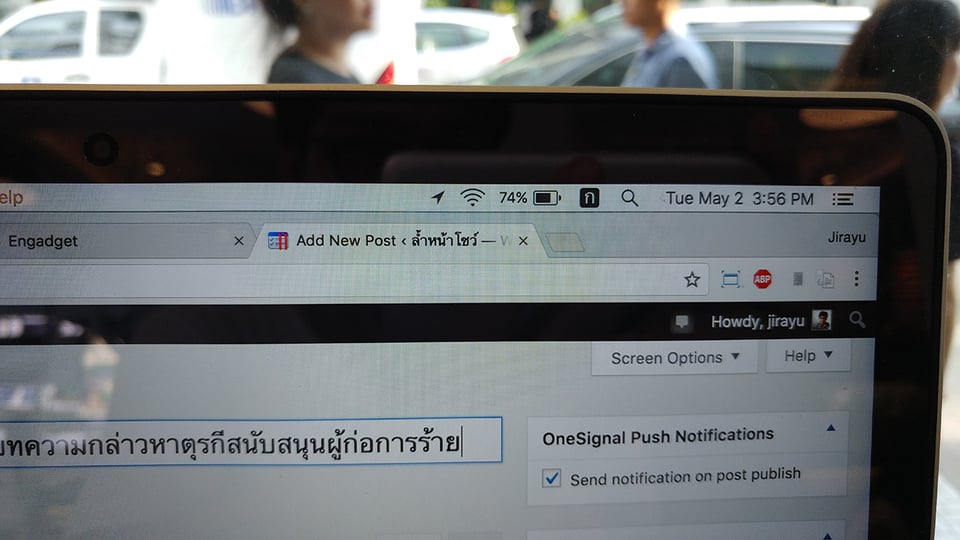 elp 74% ก Tue May 2 3:56 PM
Engadget × Add New Post ‹ ล้ำหน้าโชว์ — W × Jirayu
ABP
Howdy, jirayu
Screen Options ▼ Help ▼
บทความกล่าวหาตุรกีสนับสนุนผู้ก่อการร้าย
OneSignal Push Notifications
Send notification on post publish